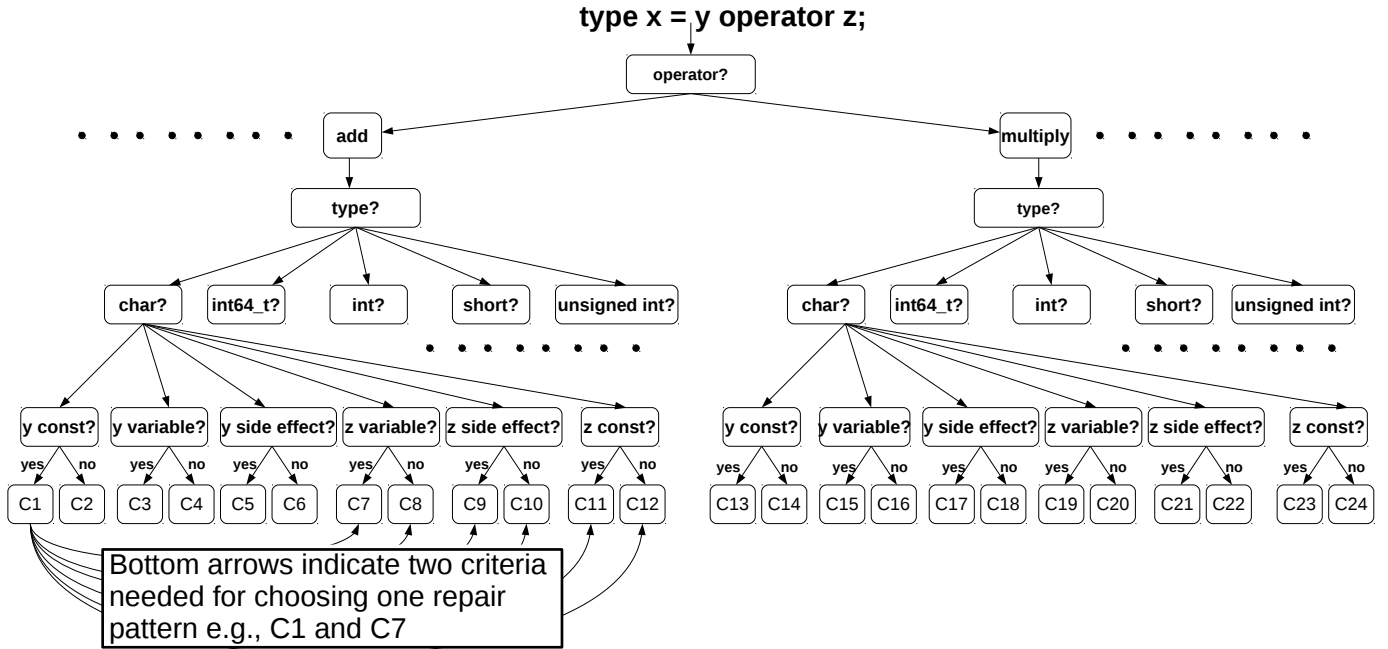 type x = y operator z;
operator?
add
multiply
type?
type?
char?
int64_t?
int?
short?
unsigned int?
char?
int64_t?
int?
short?
unsigned int?
y const?
y variable?
y side effect?
z variable?
z side effect?
z const?
y const?
y variable?
y side effect?
z variable?
z side effect?
z const?
yes no
yes no
yes no
yes no
yes no
yes no
yes no
yes no
yes no
yes no
yes no
yes no
C1
C2
C3
C4
C5
C6
C7
C8
C9
C10
C11
C12
C13
C14
C15
C16
C17
C18
C19
C20
C21
C22
C23
C24
Bottom arrows indicate two criteria
needed for choosing one repair
pattern e.g., C1 and C7